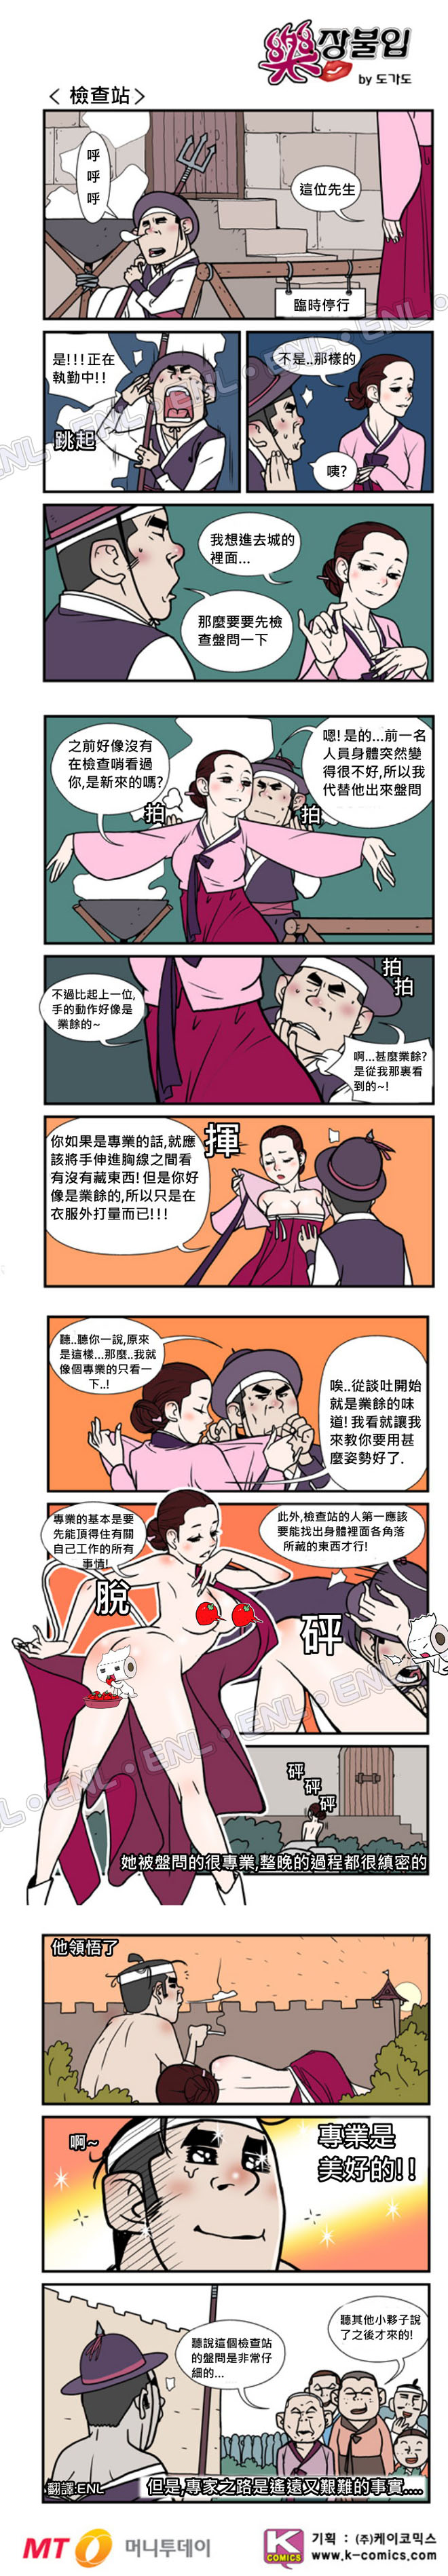 樂장불입
by 도가도
< 檢查站 >
呼
呼
呼
這位先生
臨時停行
是!!!正在
執勤中!!
跳起
不是..那樣的
咦?
我想進去城的
裡面...
那麼要要先檢
查盤問一下
之前好像沒有
在檢查哨看過
你,是新來的嗎?
嗯!是的...前一名
人員身體突然變
得很不好,所以我
代替他出來盤問
拍
拍
不過比起上一位,
手的動作好像是
業餘的~
拍
拍
啊...甚麼業餘?
是從我那裏看
到的~!
你如果是專業的話,就應
該將手伸進胸線之間看
有沒有藏東西!但是你好
像是業餘的,所以只是在
衣服外打量而已!!!
揮
聽..聽你一說,原來
是這樣...那麼..我就
像個專業的只看一
下..!
唉..從談吐開始
就是業餘的味
道!我看就讓我
來教你要用甚
麼姿勢好了.
專業的基本是要
先能頂得住有關
自己工作的所有
事情!
脫
此外,檢查站的人第一應該
要能找出身體裡面各角落
所藏的東西才行!
砰
砰
砰
砰
她被盤問的很專業,整晚的過程都很縝密的
他領悟了
啊~
專業是
美好的!!
聽說這個檢查站
的盤問是非常仔
細的...
聽其他小夥子說
了之後才來的!
翻譯:ENL
但是,專家之路是遙遠又艱難的事實....
MT 머니투데이
K COMICS
기획 : (주)케이코믹스
www.k-comics.com
ENL • ENL • ENL • ENL
ENL • ENL • ENL • ENL